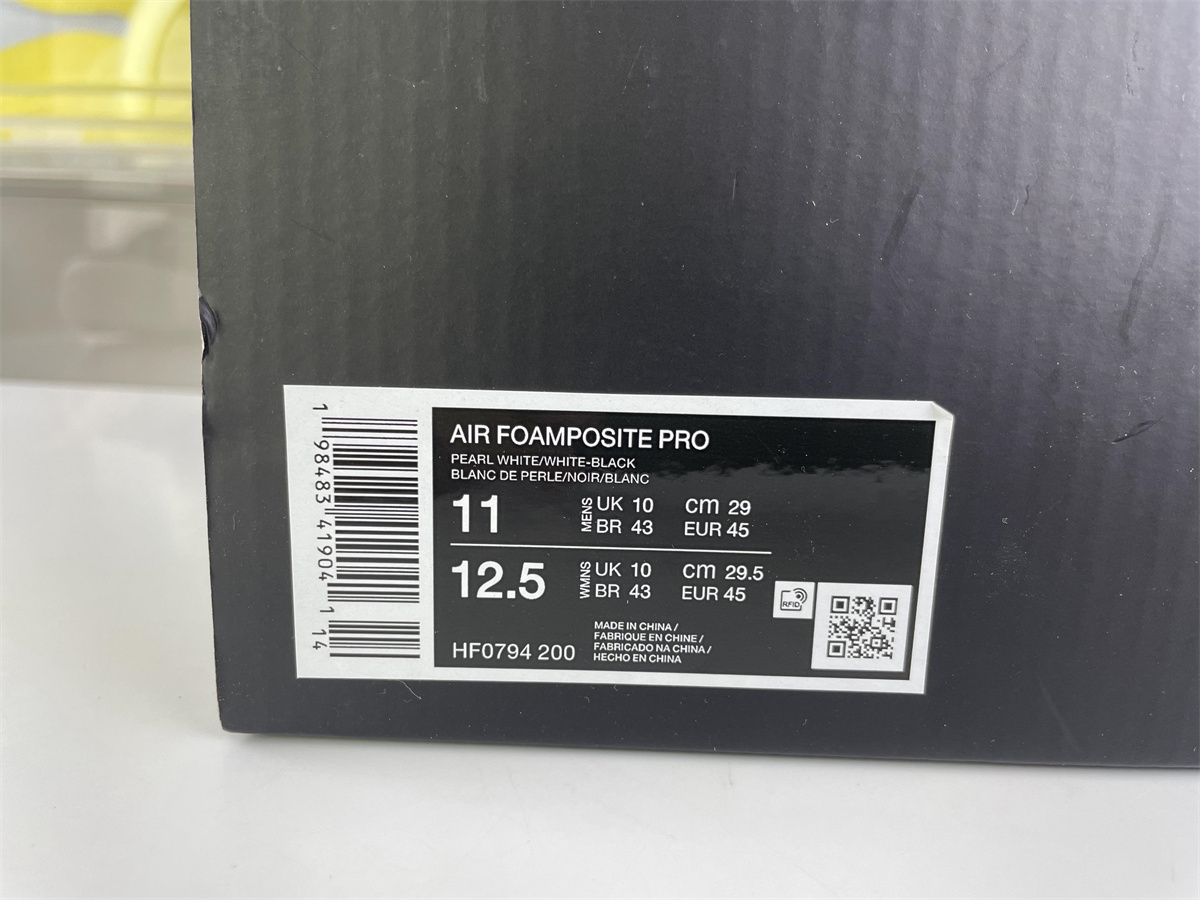 1 98483 41904 1 14
AIR FOAMPOSITE PRO
PEARL WHITE/WHITE-BLACK
BLANC DE PERLE/NOIR/BLANC
11
MENS
UK 10 cm 29
BR 43 EUR 45
12.5
WMNS
UK 10 cm 29.5
BR 43 EUR 45
RFID
HF0794 200
MADE IN CHINA /
FABRIQUE EN CHINE /
FABRICADO NA CHINA /
HECHO EN CHINA